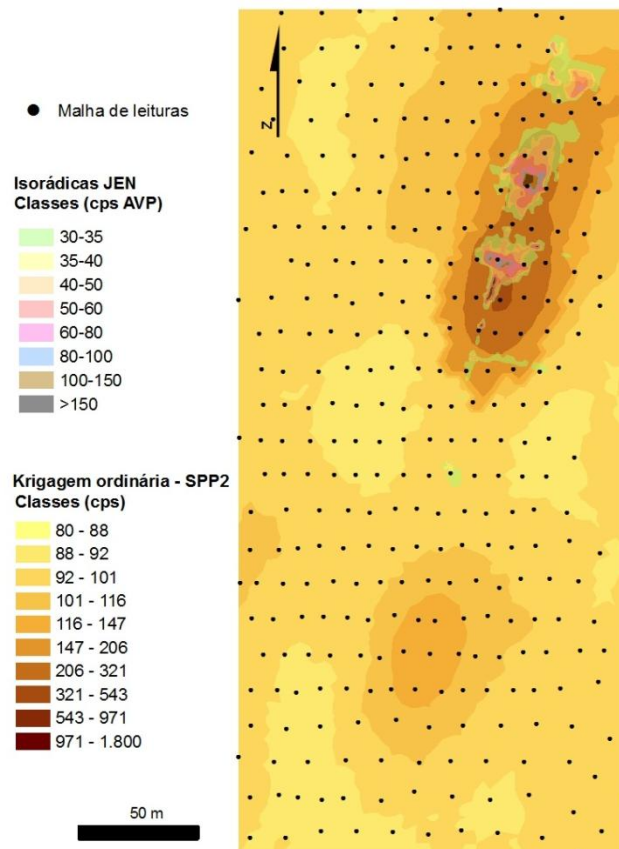 N
Malha de leituras
Isorádicas JEN
Classes (cps AVP)
30-35
35-40
40-50
50-60
60-80
80-100
100-150
>150
Krigagem ordinária - SPP2
Classes (cps)
80 - 88
88 - 92
92 - 101
101 - 116
116 - 147
147 - 206
206 - 321
321 - 543
543 - 971
971 - 1.800
50 m